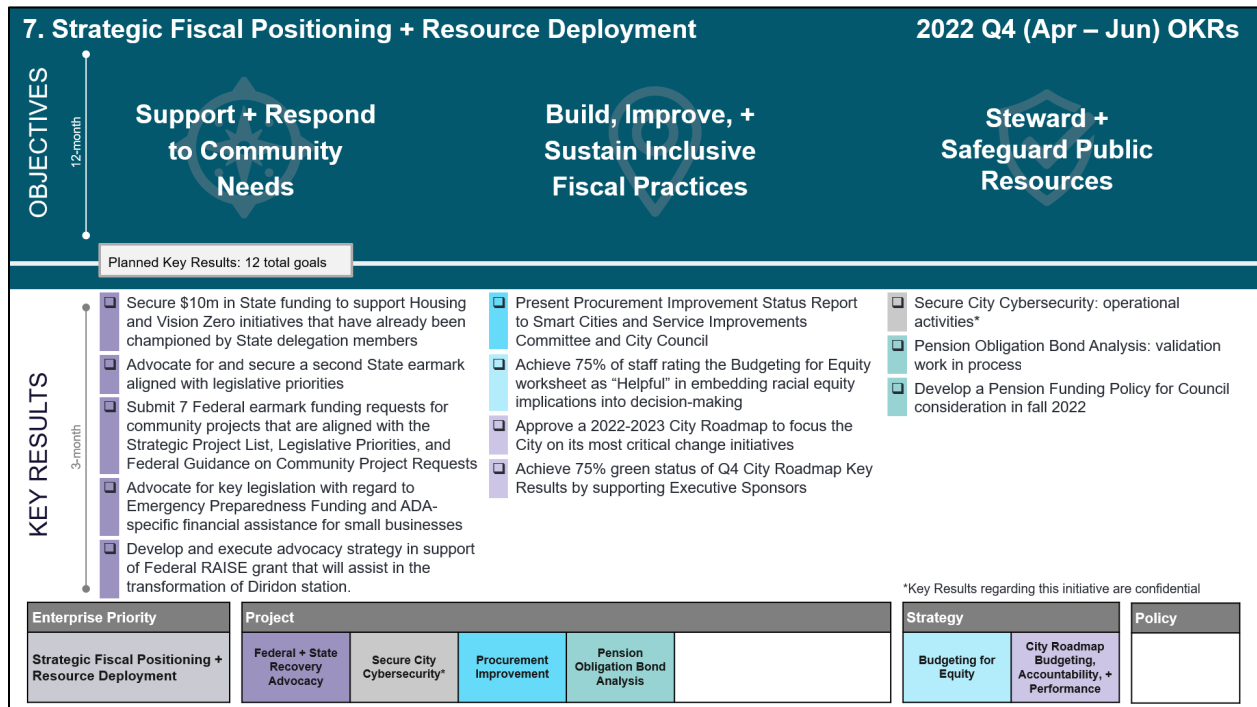 7. Strategic Fiscal Positioning + Resource Deployment
2022 Q4 (Apr – Jun) OKRs
OBJECTIVES
12-month
Support + Respond
to Community
Needs
Build, Improve, +
Sustain Inclusive
Fiscal Practices
Steward +
Safeguard Public
Resources
Planned Key Results: 12 total goals
KEY RESULTS
3-month
Secure $10m in State funding to support Housing
and Vision Zero initiatives that have already been
championed by State delegation members
Advocate for and secure a second State earmark
aligned with legislative priorities
Submit 7 Federal earmark funding requests for
community projects that are aligned with the
Strategic Project List, Legislative Priorities, and
Federal Guidance on Community Project Requests
Advocate for key legislation with regard to
Emergency Preparedness Funding and ADA-
specific financial assistance for small businesses
Develop and execute advocacy strategy in support
of Federal RAISE grant that will assist in the
transformation of Diridon station.
Present Procurement Improvement Status Report
to Smart Cities and Service Improvements
Committee and City Council
Achieve 75% of staff rating the Budgeting for Equity
worksheet as “Helpful” in embedding racial equity
implications into decision-making
Approve a 2022-2023 City Roadmap to focus the
City on its most critical change initiatives
Achieve 75% green status of Q4 City Roadmap Key
Results by supporting Executive Sponsors
Secure City Cybersecurity: operational
activities*
Pension Obligation Bond Analysis: validation
work in process
Develop a Pension Funding Policy for Council
consideration in fall 2022
*Key Results regarding this initiative are confidential
Enterprise Priority
Strategic Fiscal Positioning +
Resource Deployment
Project
Federal + State
Recovery
Advocacy
Secure City
Cybersecurity*
Procurement
Improvement
Pension
Obligation Bond
Analysis
Strategy
Budgeting for
Equity
City Roadmap
Budgeting,
Accountability, +
Performance
Policy